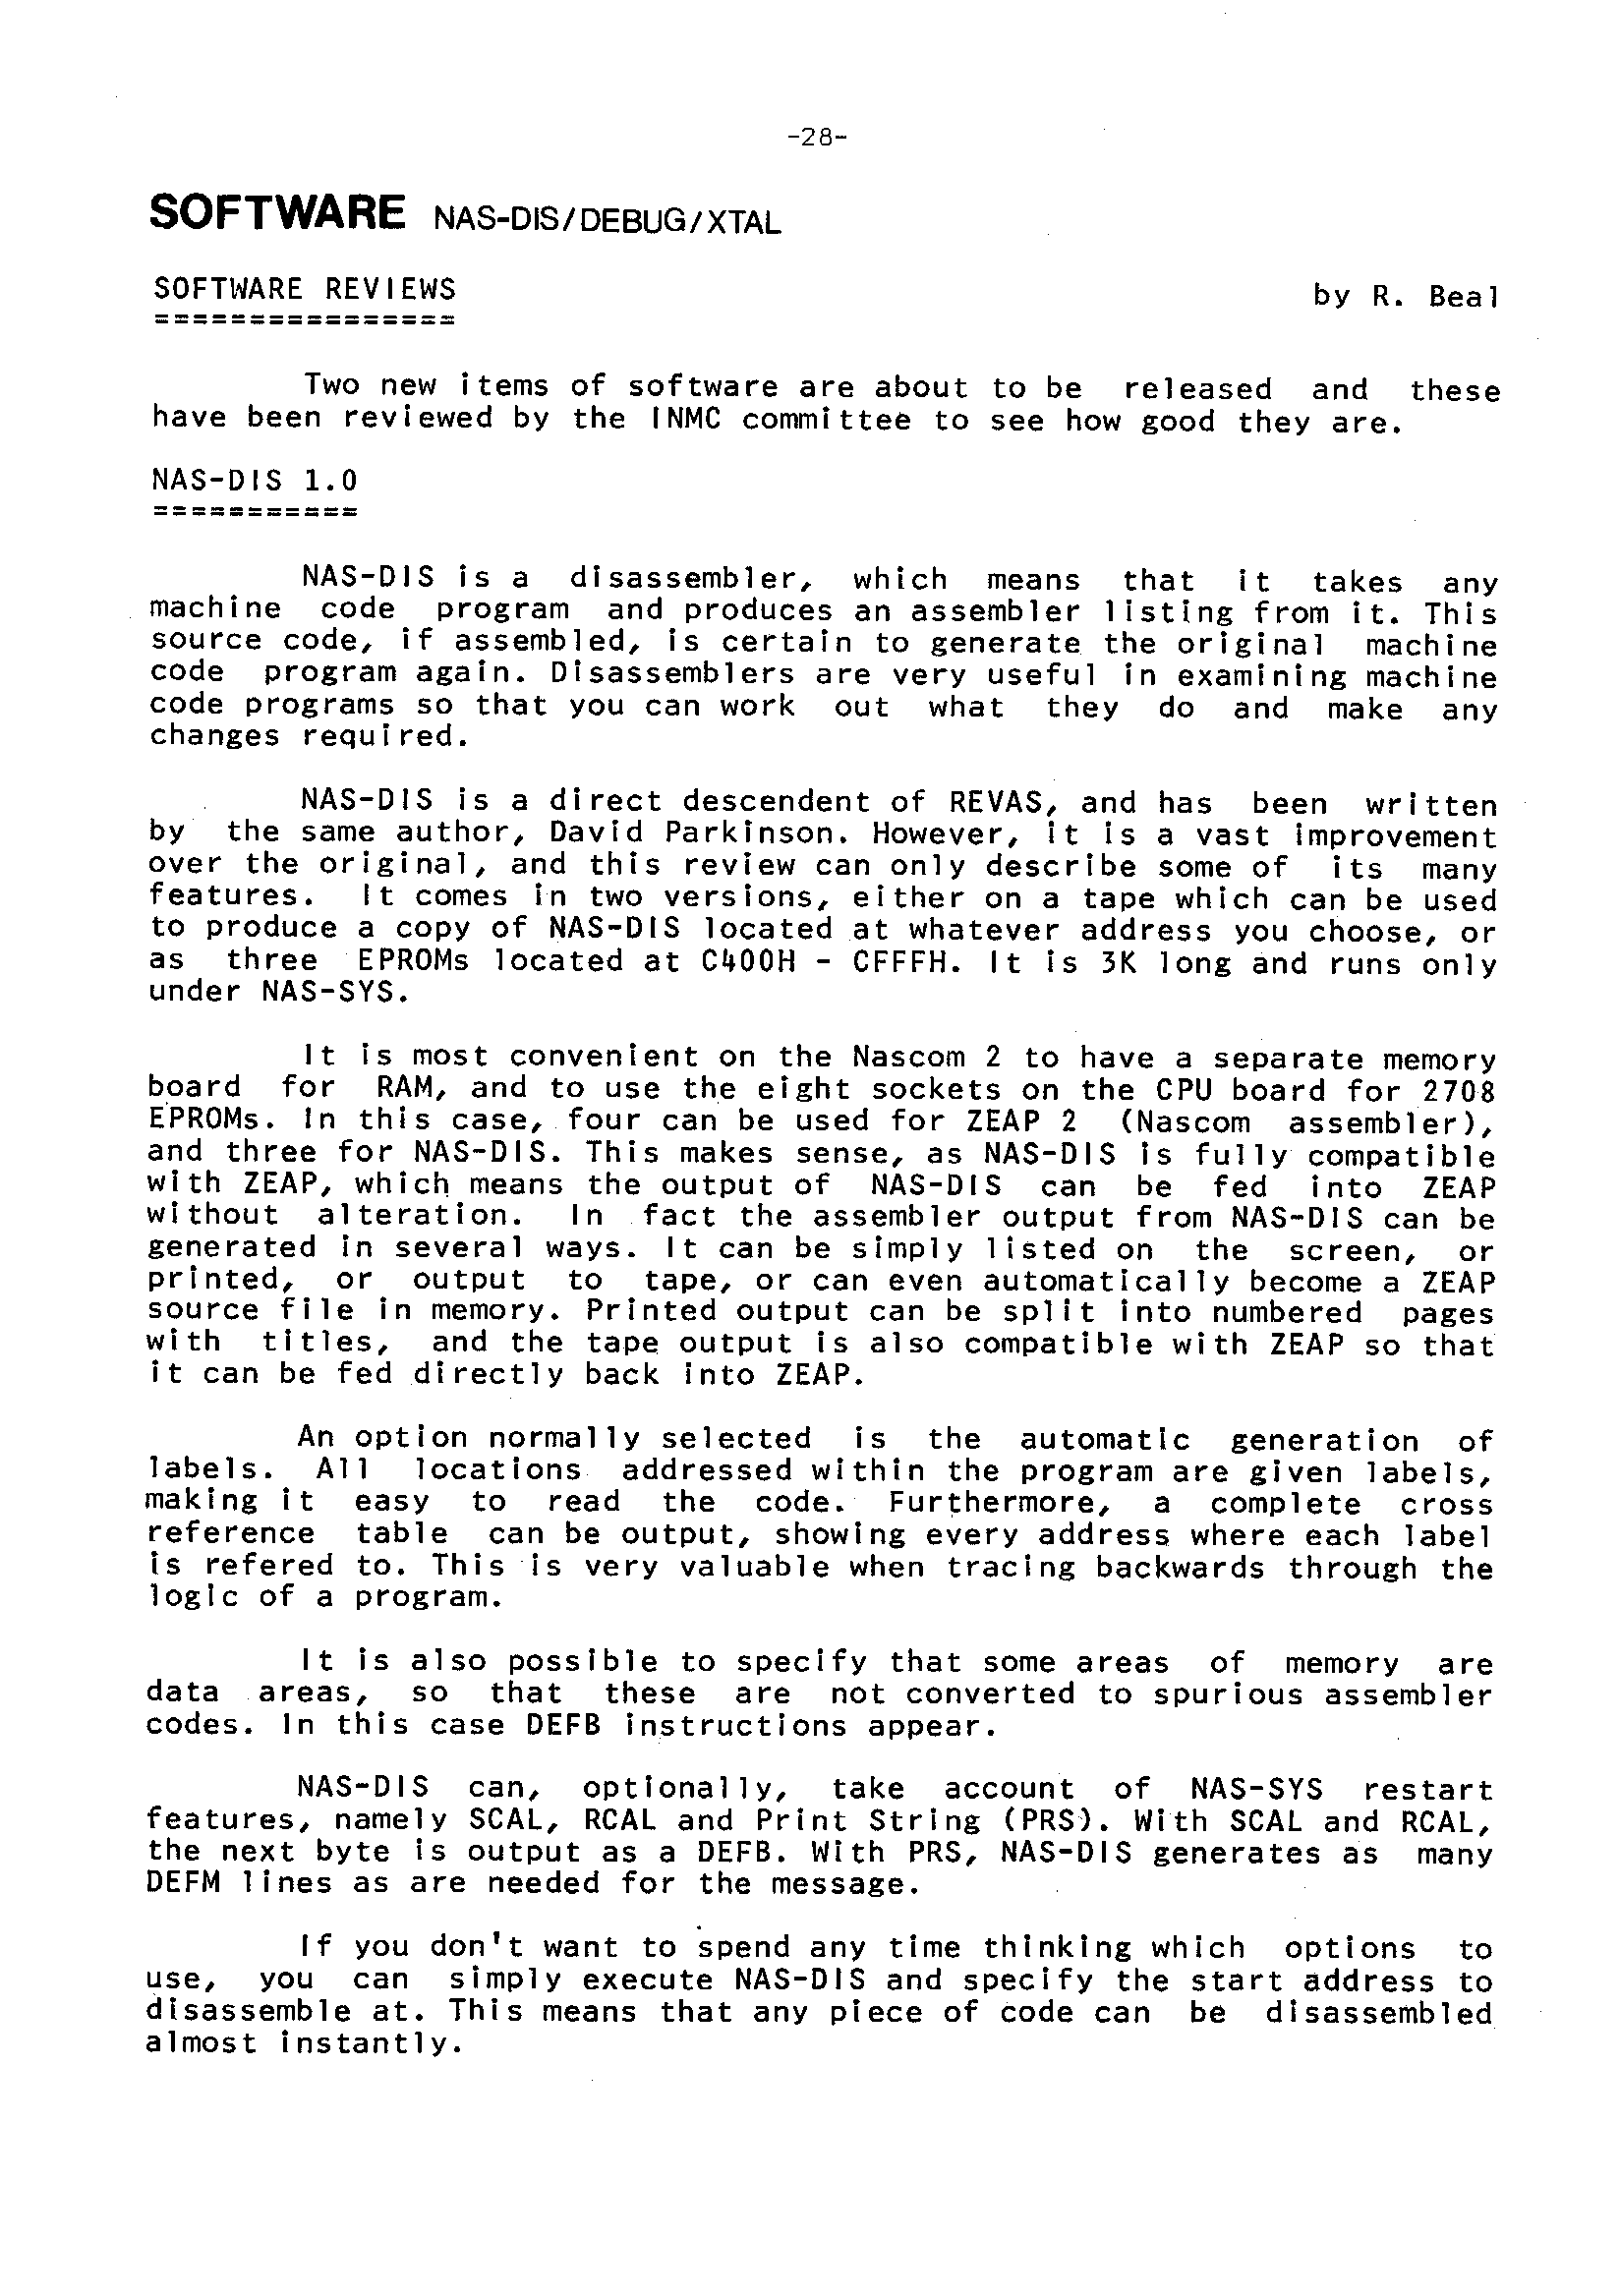 -28-
SOFTWARE NAS-DIS/DEBUG/XTAL
SOFTWARE REVIEWS by R. Beal
================
Two new items of software are about to be released and these
have been reviewed by the INMC committee to see how good they are.
NAS-DIS 1.0
===========
NAS-DIS is a disassembler, which means that it takes any
machine code program and produces an assembler listing from it. This
source code, if assembled, is certain to generate the original machine
code program again. Disassemblers are very useful in examining machine
code programs so that you can work out what they do and make any
changes required.
NAS-DIS is a direct descendent of REVAS, and has been written
by the same author, David Parkinson. However, it is a vast improvement
over the original, and this review can only describe some of its many
features. It comes in two versions, either on a tape which can be used
to produce a copy of NAS-DIS located at whatever address you choose, or
as three EPROMs located at C400H - CFFFH. It is 3K long and runs only
under NAS-SYS.
It is most convenient on the Nascom 2 to have a separate memory
board for RAM, and to use the eight sockets on the CPU board for 2708
EPROMs. In this case, four can be used for ZEAP 2 (Nascom assembler),
and three for NAS-DIS. This makes sense, as NAS-DIS is fully compatible
with ZEAP, which means the output of NAS-DIS can be fed into ZEAP
without alteration. In fact the assembler output from NAS-DIS can be
generated in several ways. It can be simply listed on the screen, or
printed, or output to tape, or can even automatically become a ZEAP
source file in memory. Printed output can be split into numbered pages
with titles, and the tape output is also compatible with ZEAP so that
it can be fed directly back into ZEAP.
An option normally selected is the automatic generation of
labels. All locations addressed within the program are given labels,
making it easy to read the code. Furthermore, a complete cross
reference table can be output, showing every address where each label
is refered to. This is very valuable when tracing backwards through the
logic of a program.
It is also possible to specify that some areas of memory are
data areas, so that these are not converted to spurious assembler
codes. In this case DEFB instructions appear.
NAS-DIS can, optionally, take account of NAS-SYS restart
features, namely SCAL, RCAL and Print String (PRS). With SCAL and RCAL,
the next byte is output as a DEFB. With PRS, NAS-DIS generates as many
DEFM lines as are needed for the message.
If you don't want to spend any time thinking which options to
use, you can simply execute NAS-DIS and specify the start address to
disassemble at. This means that any piece of code can be disassembled
almost instantly.